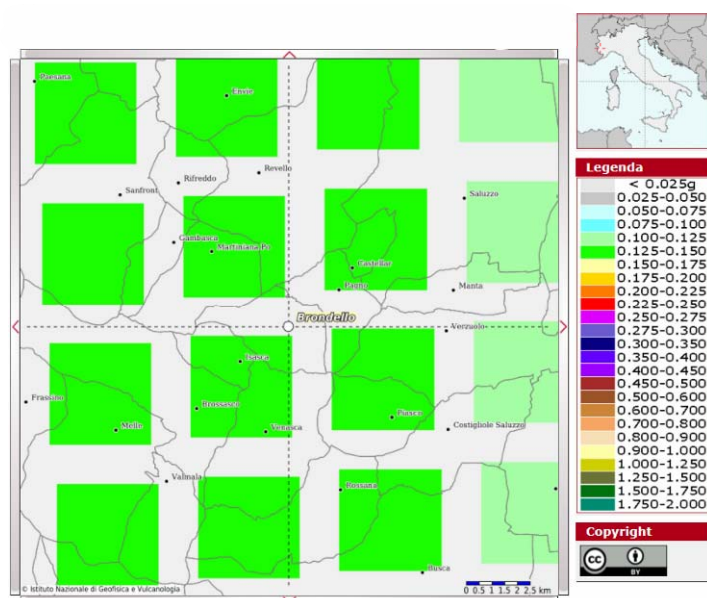 Paesana
Envie
Revello
Rifreddo
Sanfront
Saluzzo
Gambasca
Martiniana Po
Castellar
Pagno
Manta
Brondello
Verzuolo
Isasca
Frassino
Brossasco
Piasco
Melle
Venasca
Costigliole Saluzzo
Valmala
Rossana
Busca
© Istituto Nazionale di Geofisica e Vulcanologia
0 0.5 1 1.5 2 2.5 km
Legenda
< 0.025g
0.025-0.050
0.050-0.075
0.075-0.100
0.100-0.125
0.125-0.150
0.150-0.175
0.175-0.200
0.200-0.225
0.225-0.250
0.250-0.275
0.275-0.300
0.300-0.350
0.350-0.400
0.400-0.450
0.450-0.500
0.500-0.600
0.600-0.700
0.700-0.800
0.800-0.900
0.900-1.000
1.000-1.250
1.250-1.500
1.500-1.750
1.750-2.000
Copyright
cc
BY